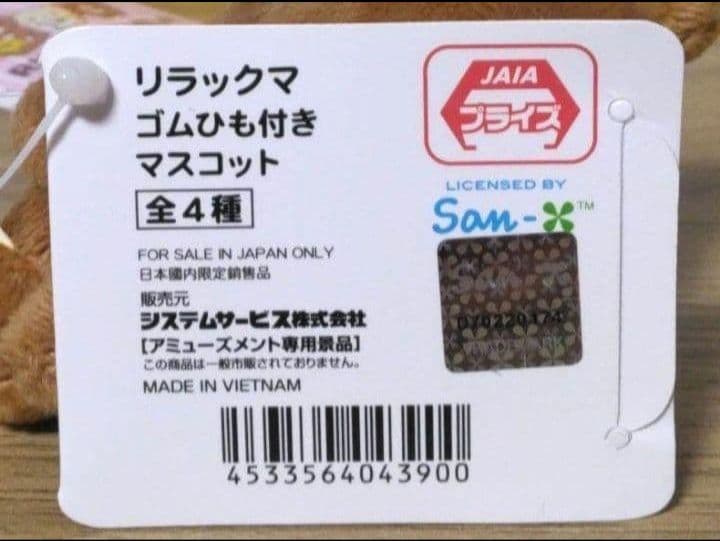 リラックマ
ゴムひも付き
マスコット
全4種
FOR SALE IN JAPAN ONLY
日本國内限定銷售品
販売元
システムサービス株式会社
[アミューズメント専用景品]
この商品は一般市販されておりません。
MADE IN VIETNAM
4533564043900
JAIA
プライズ
LICENSED BY
San-X™